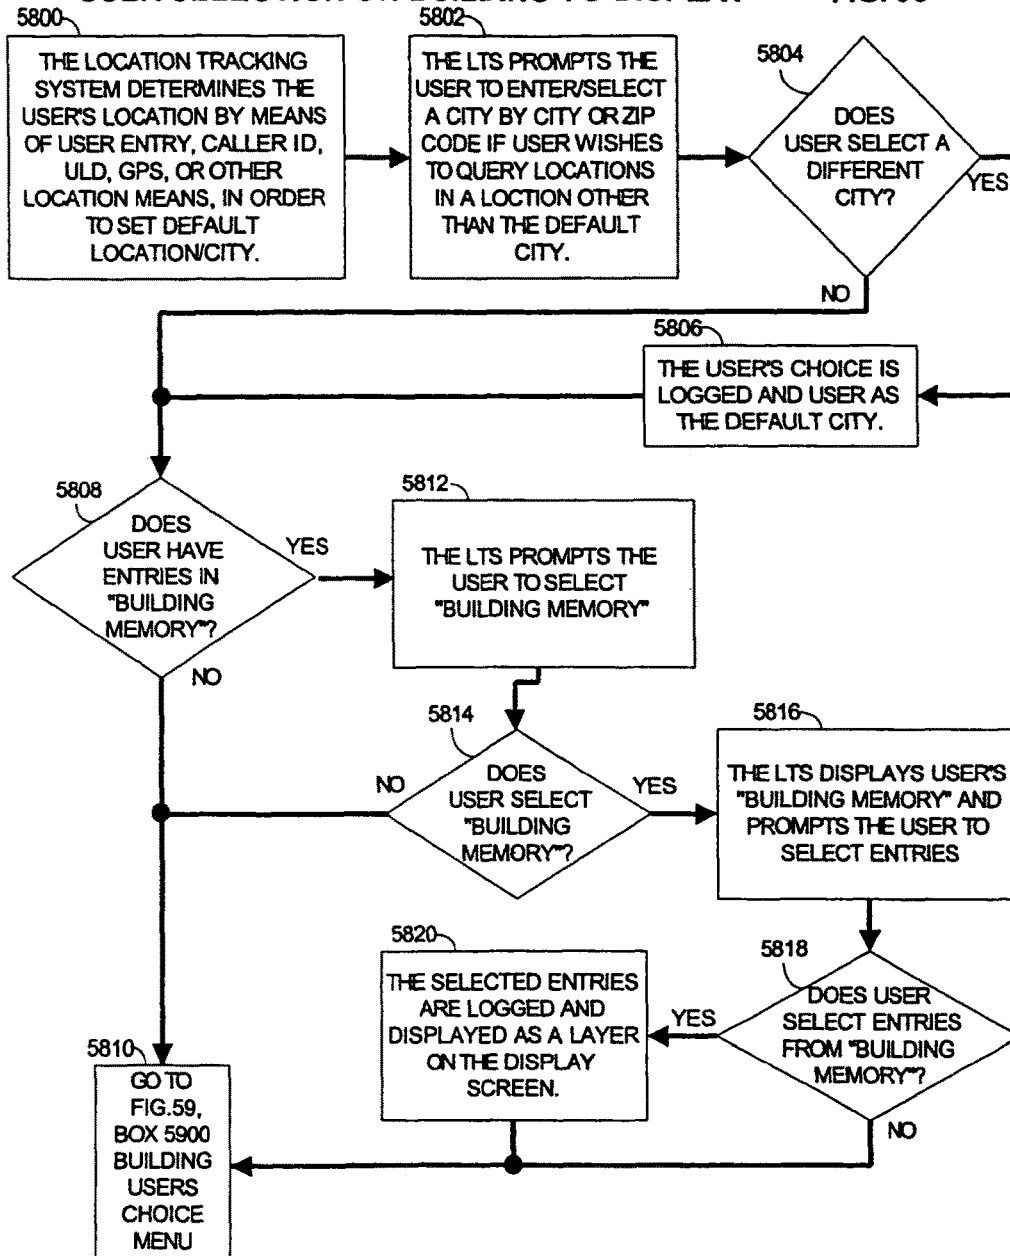 5800
THE LOCATION TRACKING
SYSTEM DETERMINES THE
USER'S LOCATION BY MEANS
OF USER ENTRY, CALLER ID,
ULD, GPS, OR OTHER
LOCATION MEANS, IN ORDER
TO SET DEFAULT
LOCATION/CITY.
5802
THE LTS PROMPTS THE
USER TO ENTER/SELECT
A CITY BY CITY OR ZIP
CODE IF USER WISHES
TO QUERY LOCATIONS
IN A LOCTION OTHER
THAN THE DEFAULT
CITY.
5804
DOES
USER SELECT A
DIFFERENT
CITY?
YES
NO
5806
THE USER'S CHOICE IS
LOGGED AND USER AS
THE DEFAULT CITY.
5808
DOES
USER HAVE
ENTRIES IN
"BUILDING
MEMORY"?
YES
NO
5812
THE LTS PROMPTS THE
USER TO SELECT
"BUILDING MEMORY"
5814
DOES
USER SELECT
"BUILDING
MEMORY"?
NO
YES
5816
THE LTS DISPLAYS USER'S
"BUILDING MEMORY" AND
PROMPTS THE USER TO
SELECT ENTRIES
5818
DOES USER
SELECT ENTRIES
FROM "BUILDING
MEMORY"?
YES
NO
5820
THE SELECTED ENTRIES
ARE LOGGED AND
DISPLAYED AS A LAYER
ON THE DISPLAY
SCREEN.
5810
GO TO
FIG.59,
BOX 5900
BUILDING
USERS
CHOICE
MENU